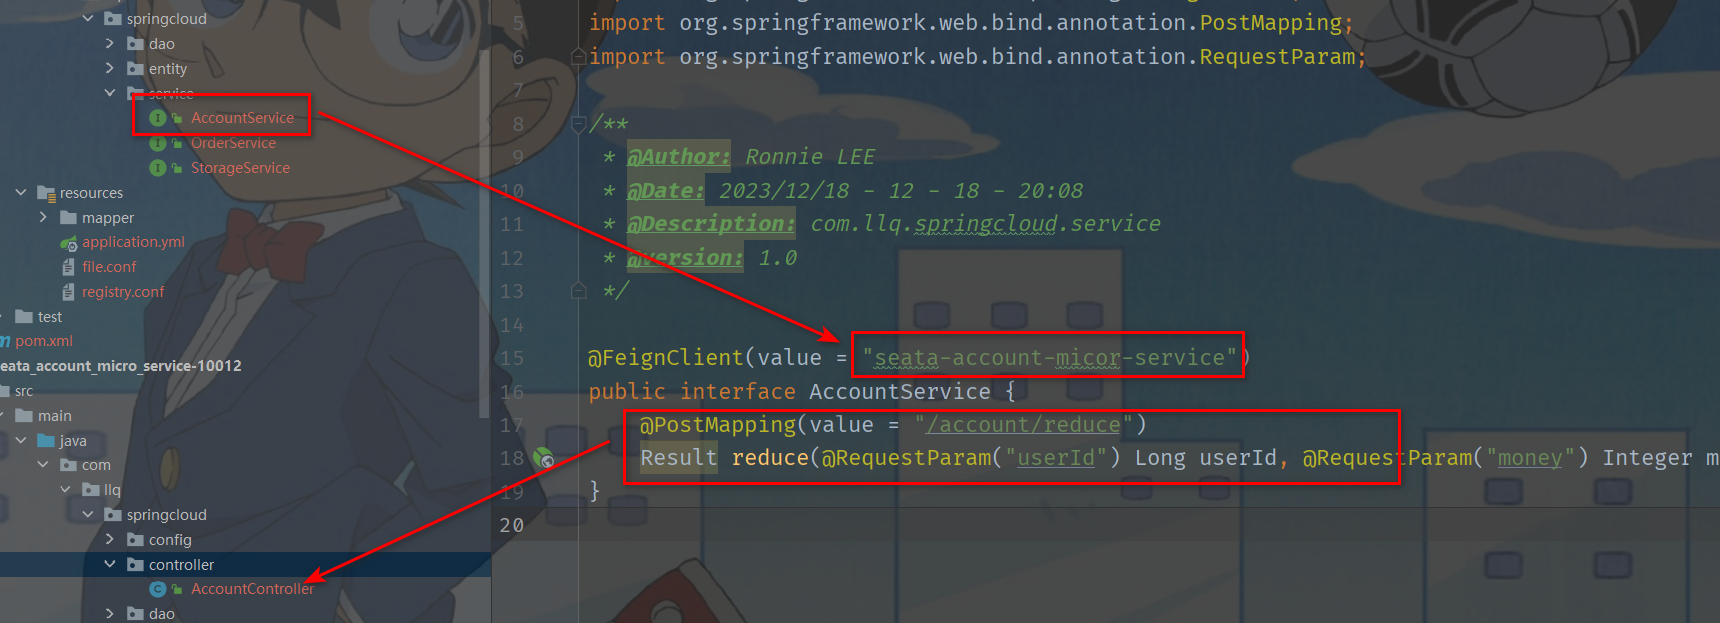 springcloud
dao
entity
service
AccountService
OrderService
StorageService
resources
mapper
application.yml
file.conf
registry.conf
test
pom.xml
eata_account_micro_service-10012
src
main
java
com
llq
springcloud
config
controller
AccountController
dao
5 import org.springframework.web.bind.annotation.PostMapping;
6 import org.springframework.web.bind.annotation.RequestParam;
7
8 /**
9 * @Author: Ronnie LEE
10 * @Date: 2023/12/18 - 12 - 18 - 20:08
11 * @Description: com.llq.springcloud.service
12 * @version: 1.0
13 */
14
15 @FeignClient(value = "seata-account-micor-service")
16 public interface AccountService {
17 @PostMapping(value = "/account/reduce")
18 Result reduce(@RequestParam("userId") Long userId, @RequestParam("money") Integer m
19 }
20